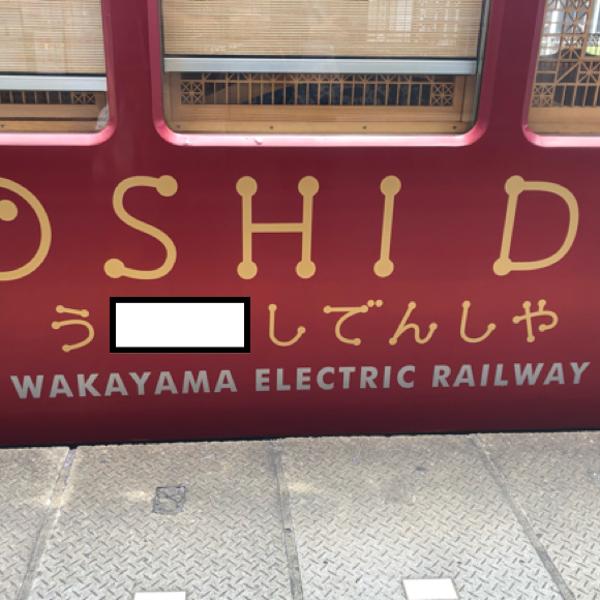 OSHID
う しでんしゃ
WAKAYAMA ELECTRIC RAILWAY